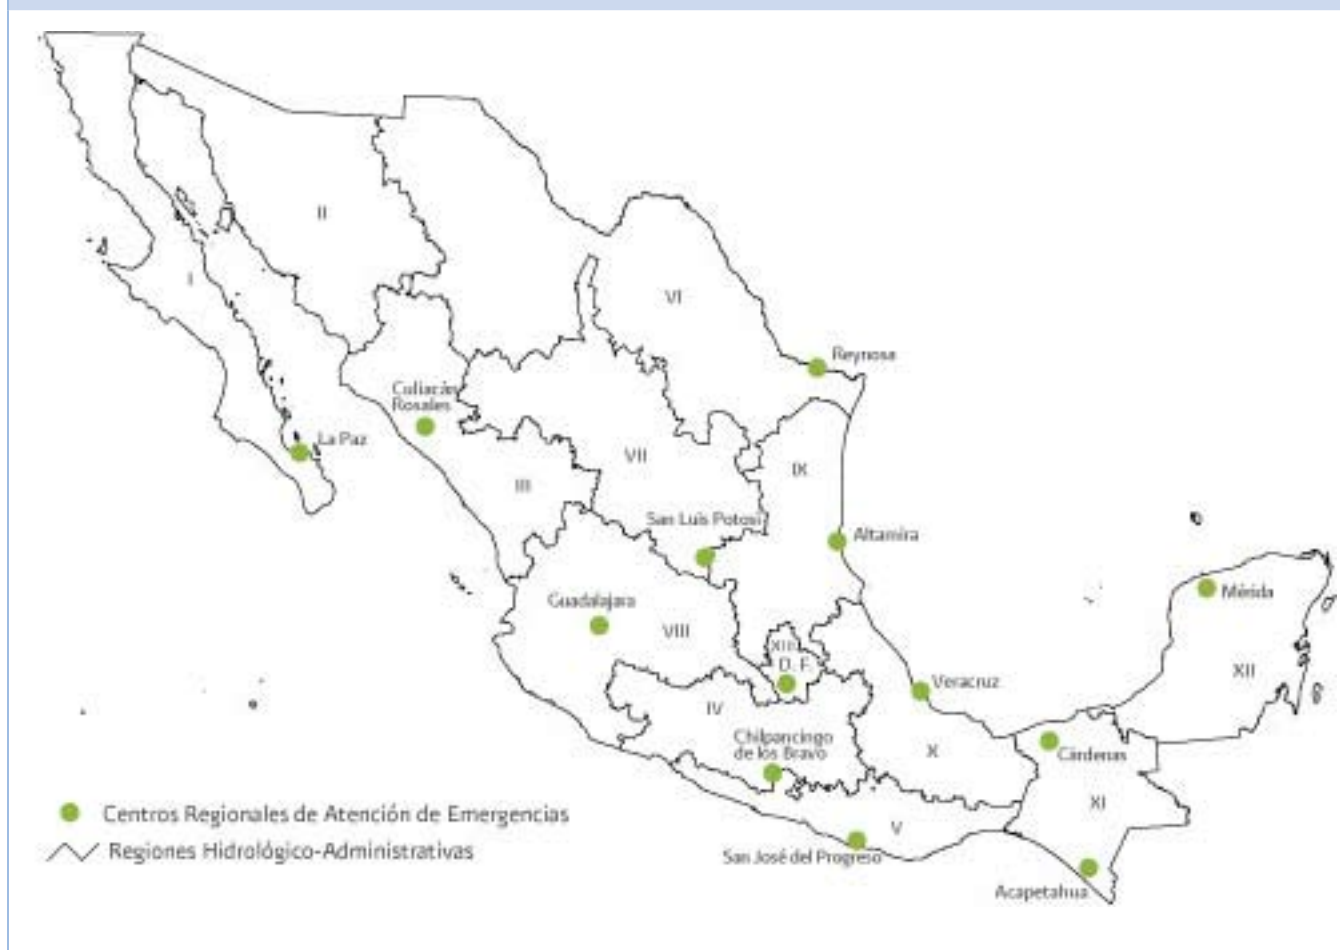 II
I
VI
Reynosa
Culiacán
Rosales
La Paz
IX
VII
III
San Luis Potosí
Altamira
Mérida
Guadalajara
VIII
XIII
D. F.
XII
Veracruz
IV
Chilpancingo
de los Bravo
X
Cárdenas
XI
Centros Regionales de Atención de Emergencias
V
Regiones Hidrológico-Administrativas
San José del Progreso
Acapetahua